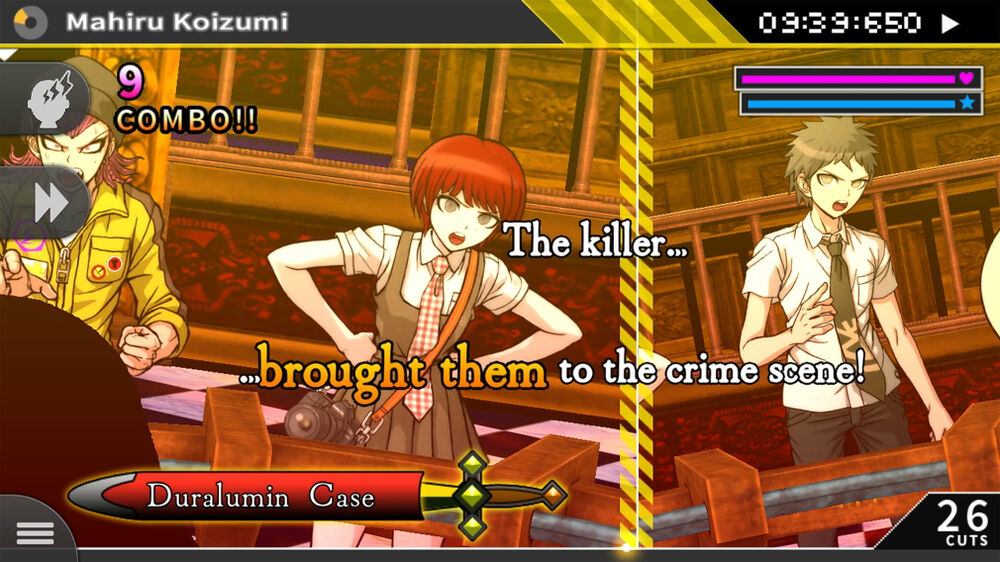 Mahiru Koizumi
09:39:650
9
COMBO!!
The killer...
...brought them to the crime scene!
Duralumin Case
26
CUTS